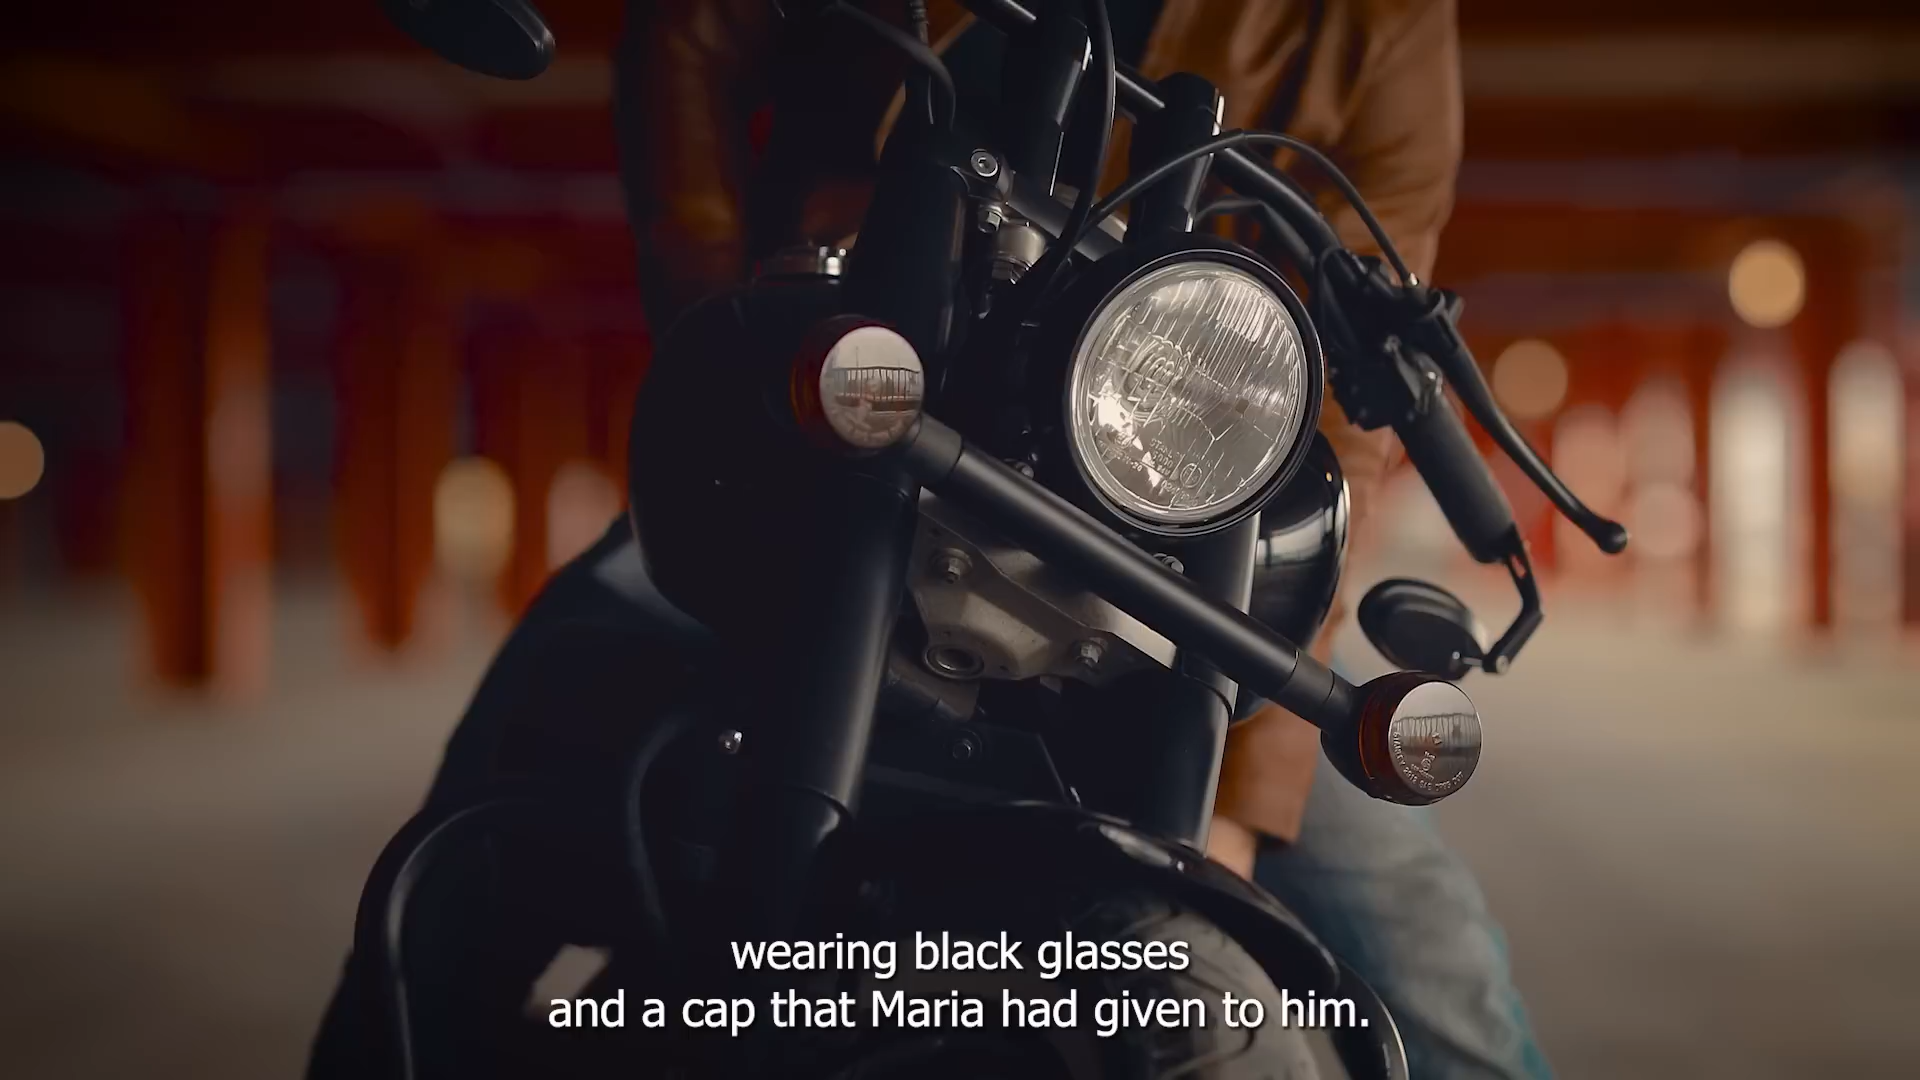 wearing black glasses
and a cap that Maria had given to him.